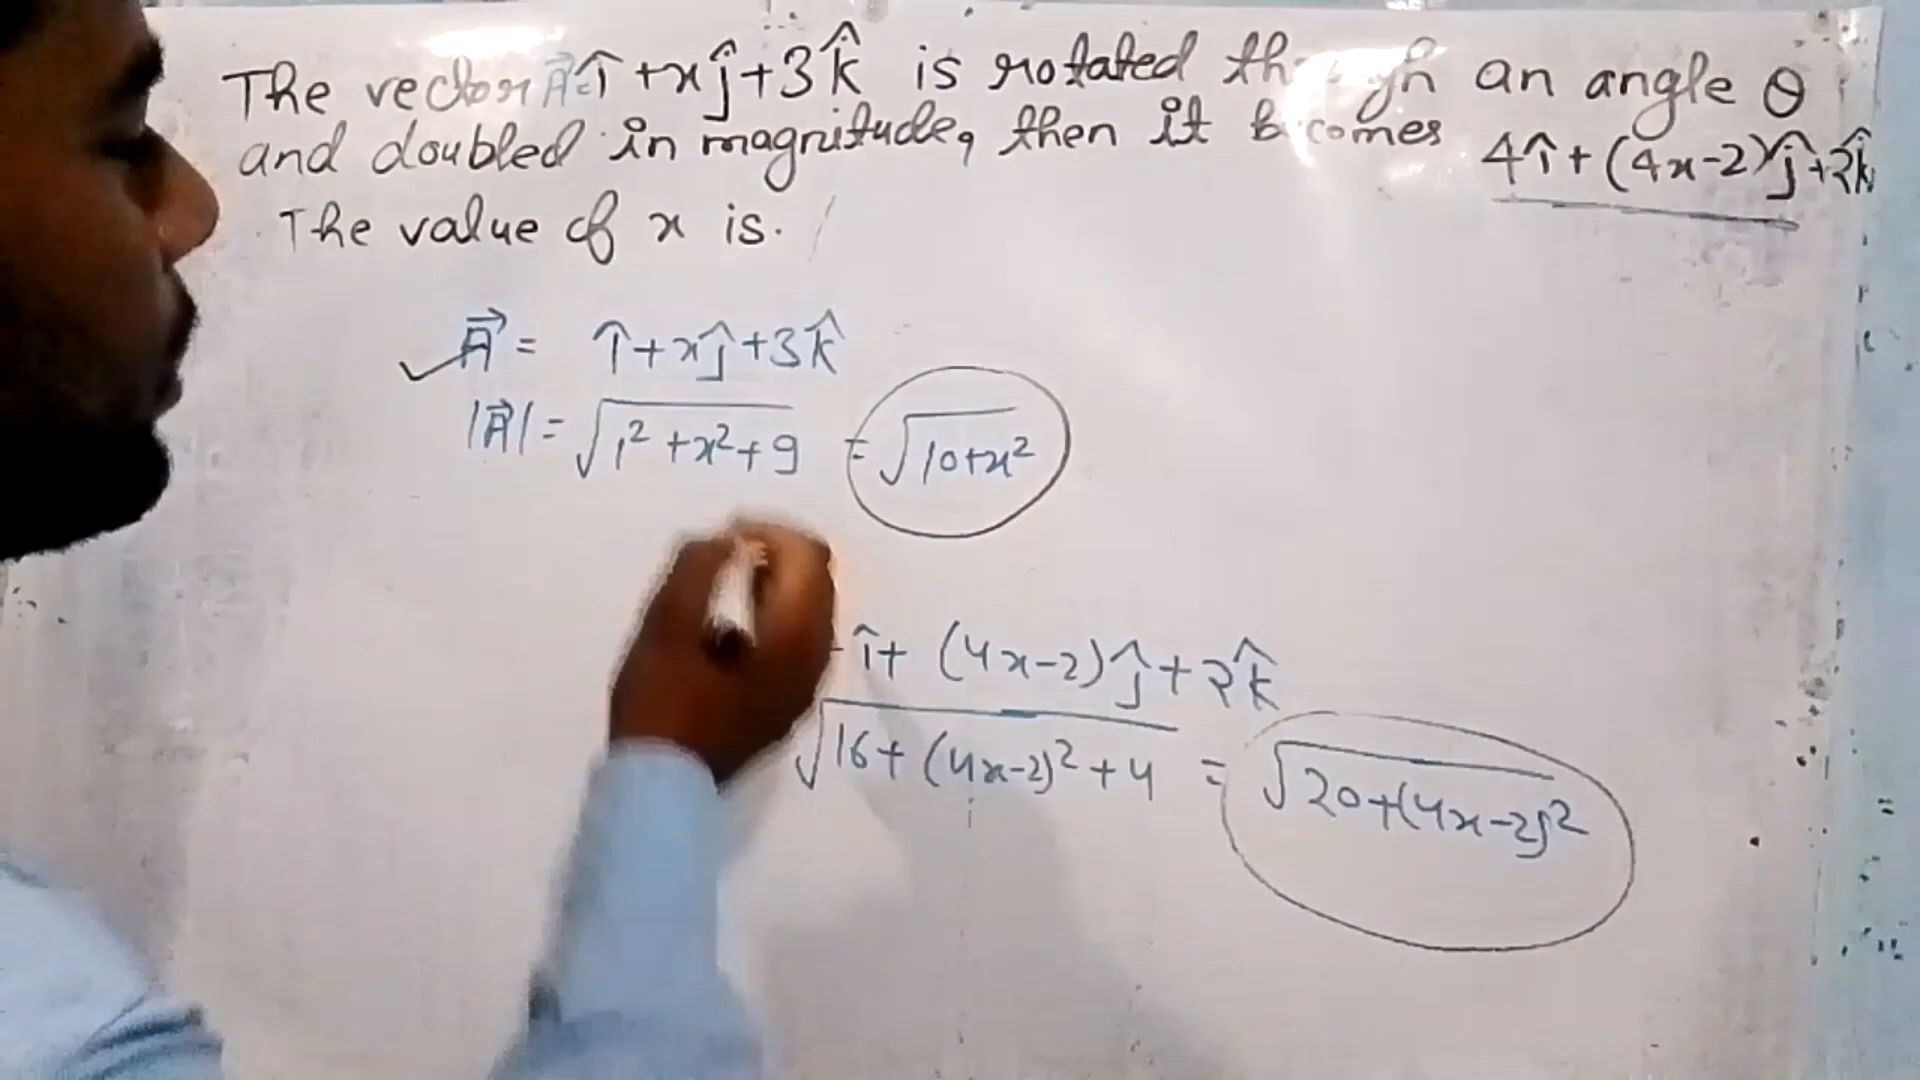 The vector A⃗=î+xĵ+3k̂ is rotated an angle θ
and doubled in magnitude, then it becomes 4î+(4x-2)ĵ+2k̂
The value of x is.
A⃗ = î+xĵ+3k̂
|A⃗| = √(1²+x²+9) = √(10+x²)
î+ (4x-2)ĵ+2k̂
√(16+(4x-2)²+4) = √(20+(4x-2)²)